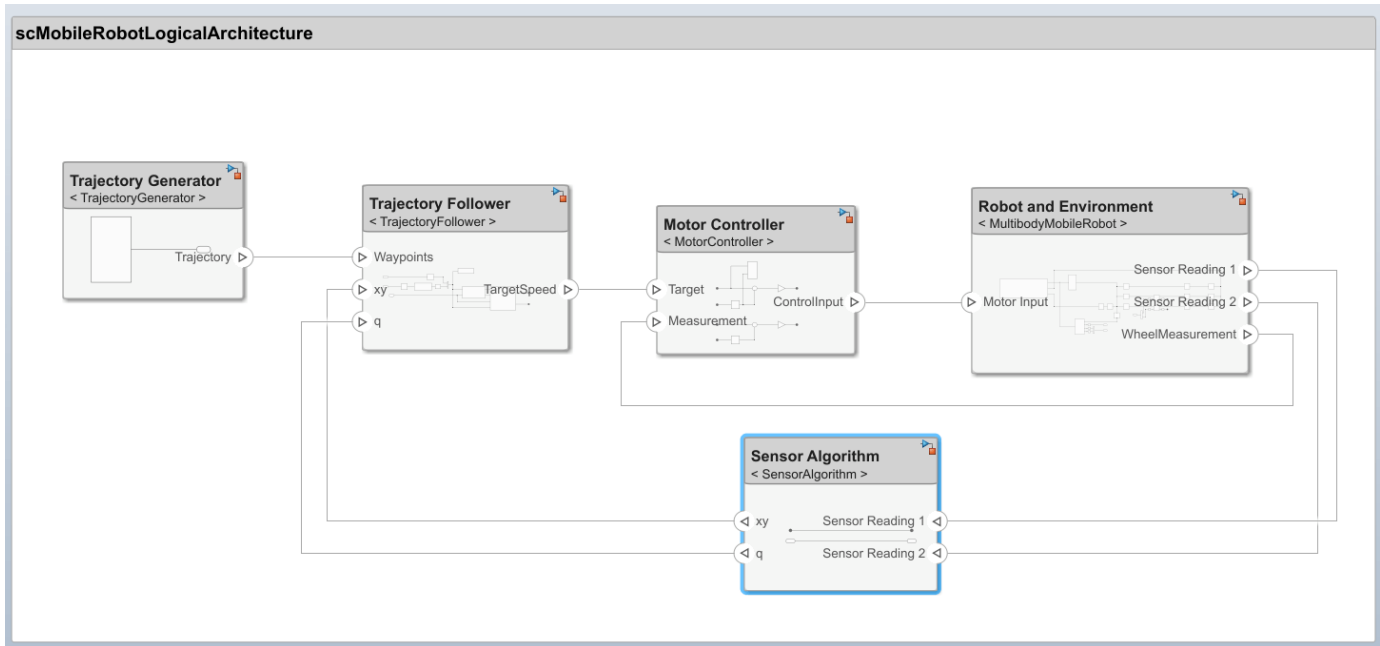 scMobileRobotLogicalArchitecture
Trajectory Generator
< TrajectoryGenerator >
Trajectory
Trajectory Follower
< TrajectoryFollower >
Waypoints
xy
q
TargetSpeed
Motor Controller
< MotorController >
Target
Measurement
ControlInput
Robot and Environment
< MultibodyMobileRobot >
Motor Input
Sensor Reading 1
Sensor Reading 2
WheelMeasurement
Sensor Algorithm
< SensorAlgorithm >
xy
Sensor Reading 1
q
Sensor Reading 2